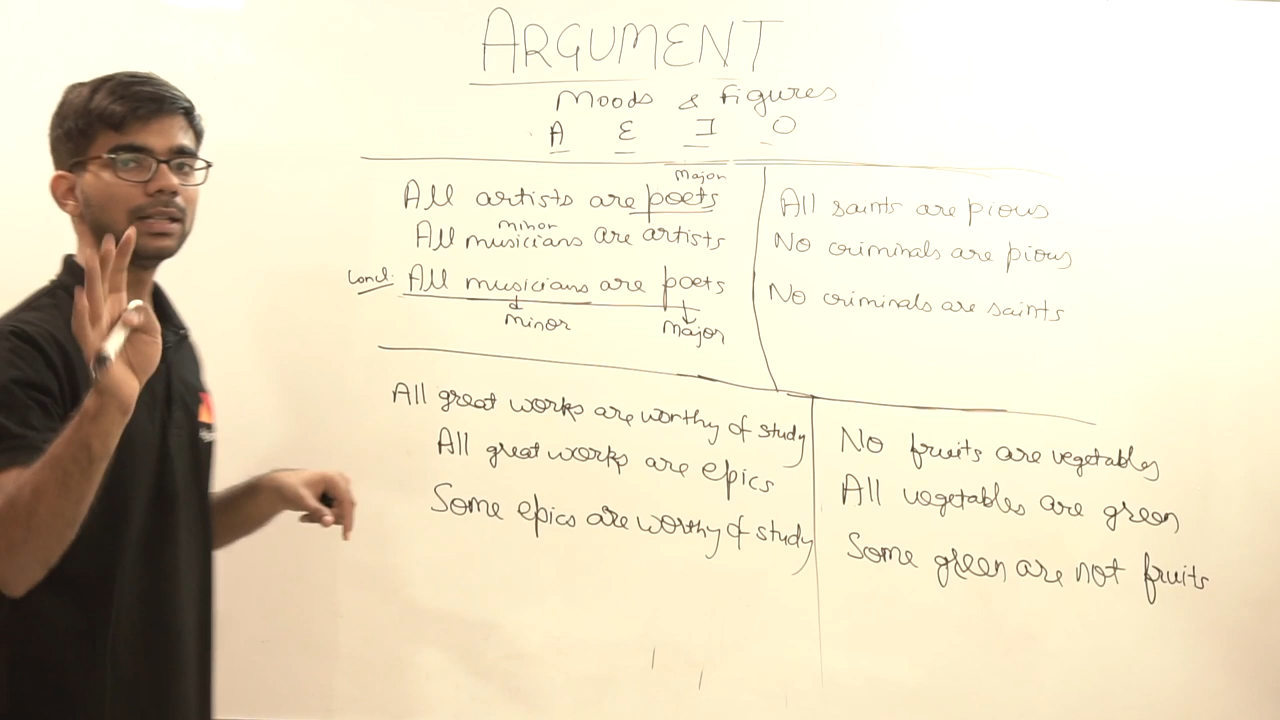 ARGUMENT
Moods & figures
A E I O
Major
All artists are poets
minor
All musicians are artists
Concl. All musicians are poets
minor
Major
All saints are pious
No criminals are pious
No criminals are saints
All great works are worthy of study
All great works are epics
Some epics are worthy of study
No fruits are vegetables
All vegetables are green
Some green are not fruits